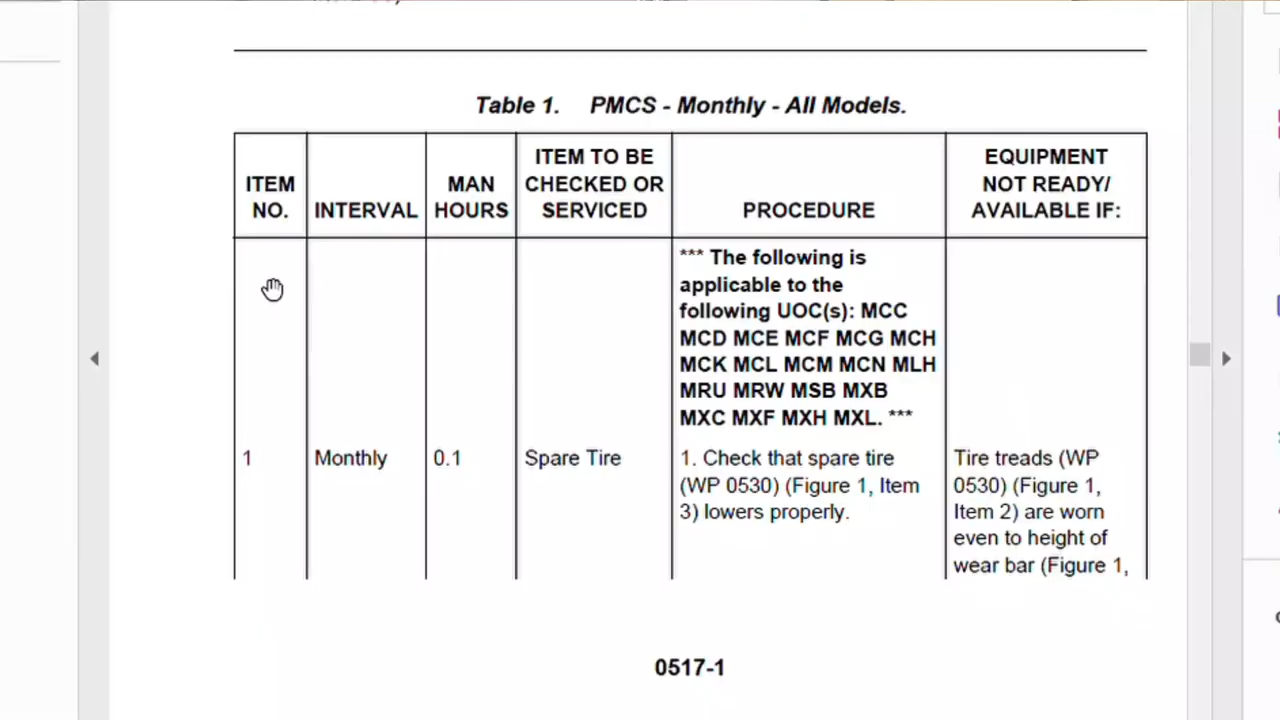 Table 1. PMCS - Monthly - All Models.
ITEM
NO.
INTERVAL
MAN
HOURS
ITEM TO BE
CHECKED OR
SERVICED
PROCEDURE
EQUIPMENT
NOT READY/
AVAILABLE IF:
*** The following is
applicable to the
following UOC(s): MCC
MCD MCE MCF MCG MCH
MCK MCL MCM MCN MLH
MRU MRW MSB MXB
MXC MXF MXH MXL. ***
1
Monthly
0.1
Spare Tire
1. Check that spare tire
(WP 0530) (Figure 1, Item
3) lowers properly.
Tire treads (WP
0530) (Figure 1,
Item 2) are worn
even to height of
wear bar (Figure 1,
0517-1